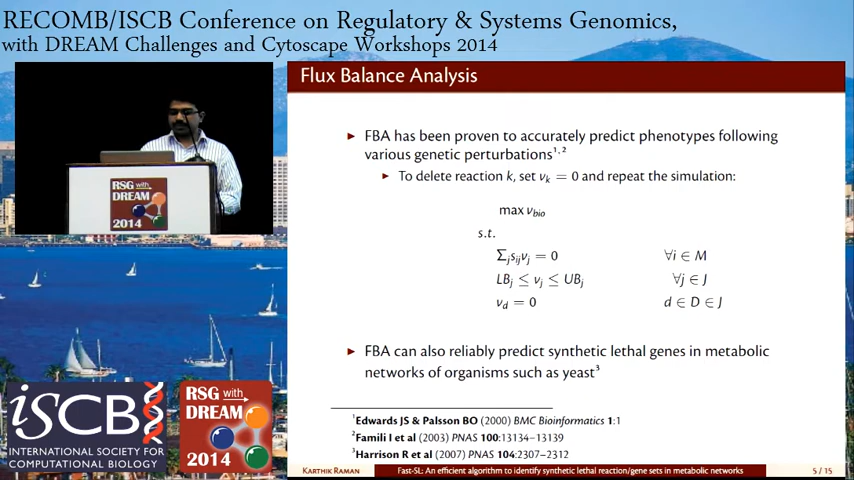 RECOMB/ISCB Conference on Regulatory & Systems Genomics,
with DREAM Challenges and Cytoscape Workshops 2014
Flux Balance Analysis
► FBA has been proven to accurately predict phenotypes following
various genetic perturbations¹,²
► To delete reaction k, set vₖ = 0 and repeat the simulation:
max v_bio
s.t.
Σⱼsᵢⱼvⱼ = 0 ∀i ∈ M
LBⱼ ≤ vⱼ ≤ UBⱼ ∀j ∈ J
v_d = 0 d ∈ D ∈ J
► FBA can also reliably predict synthetic lethal genes in metabolic
networks of organisms such as yeast³
¹Edwards JS & Palsson BO (2000) BMC Bioinformatics 1:1
²Famili I et al (2003) PNAS 100:13134–13139
³Harrison R et al (2007) PNAS 104:2307–2312
KARTHIK RAMAN Fast-SL: An efficient algorithm to identify synthetic lethal reaction/gene sets in metabolic networks 5 / 15
RSG with
DREAM
2014
iSCB
INTERNATIONAL SOCIETY FOR
COMPUTATIONAL BIOLOGY
RSG with
DREAM
2014